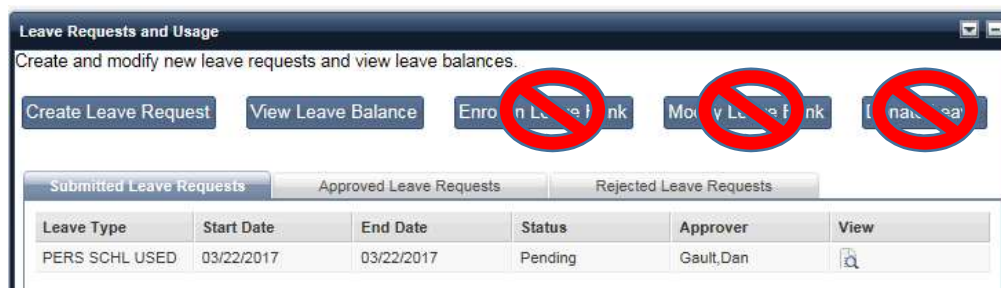 Leave Requests and Usage
Create and modify new leave requests and view leave balances.
Create Leave Request View Leave Balance Leave Leave
Submitted Leave Requests Approved Leave Requests Rejected Leave Requests
Leave Type Start Date End Date Status Approver View
PERS SCHL USED 03/22/2017 03/22/2017 Pending Gault,Dan